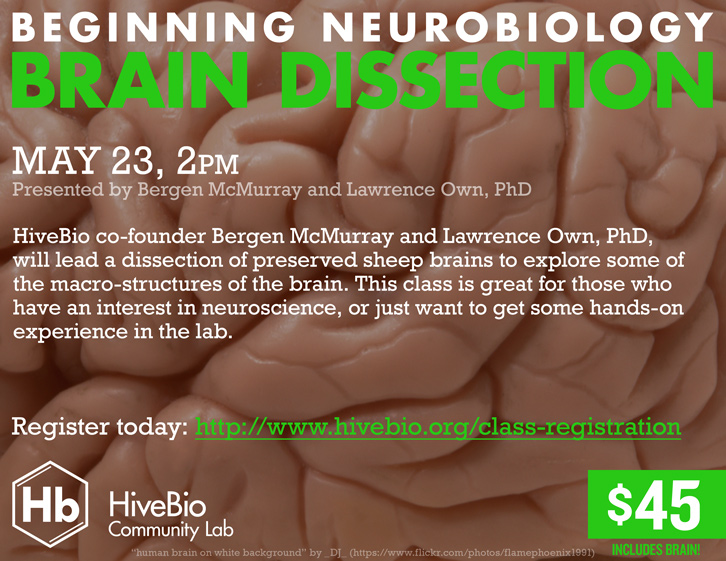 BEGINNING NEUROBIOLOGY
BRAIN DISSECTION
MAY 23, 2PM
Presented by Bergen McMurray and Lawrence Own, PhD
HiveBio co-founder Bergen McMurray and Lawrence Own, PhD,
will lead a dissection of preserved sheep brains to explore some of
the macro-structures of the brain. This class is great for those who
have an interest in neuroscience, or just want to get some hands-on
experience in the lab.
Register today: http://www.hivebio.org/class-registration
Hb
HiveBio
Community Lab
$45
INCLUDES BRAIN!
"human brain on white background" by _DJ_ (https://www.flickr.com/photos/flamephoenix1991)